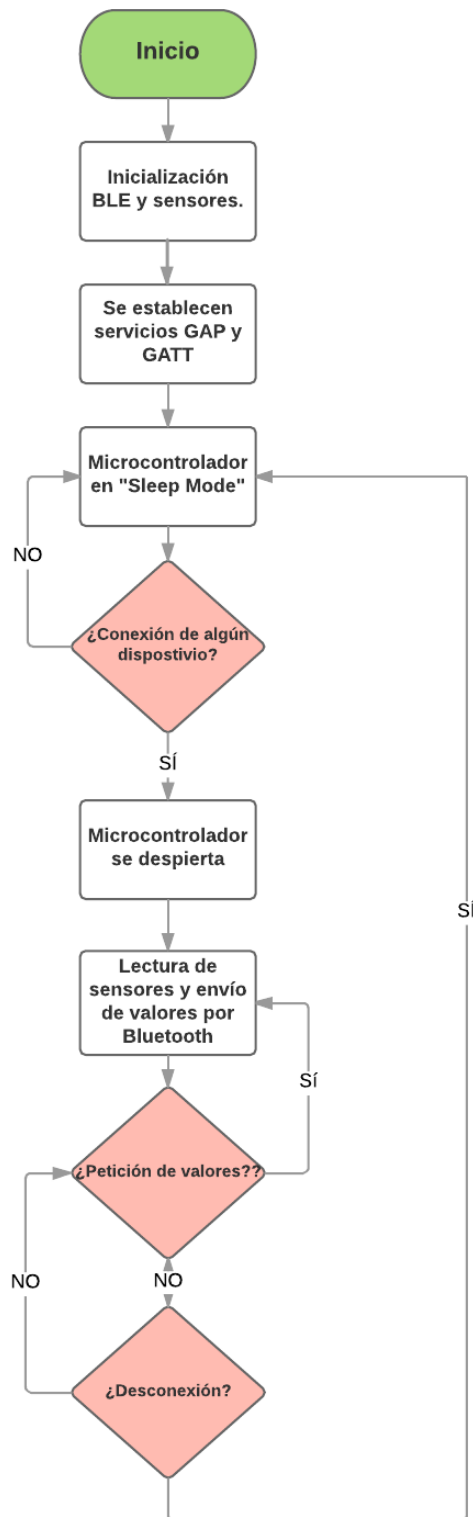 Inicio
Inicialización
BLE y sensores.
Se establecen
servicios GAP y
GATT
Microcontrolador
en "Sleep Mode"
NO
¿Conexión de algún
dispostivio?
SÍ
Microcontrolador
se despierta
SÍ
Lectura de
sensores y envío
de valores por
Bluetooth
Sí
¿Petición de valores??
NO
NO
¿Desconexión?